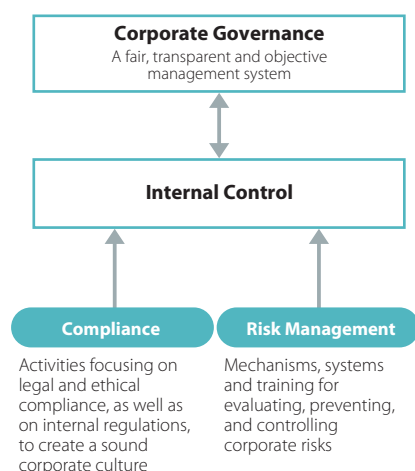 Corporate Governance
A fair, transparent and objective
management system
Internal Control
Compliance
Activities focusing on
legal and ethical
compliance, as well as
on internal regulations,
to create a sound
corporate culture
Risk Management
Mechanisms, systems
and training for
evaluating, preventing,
and controlling
corporate risks